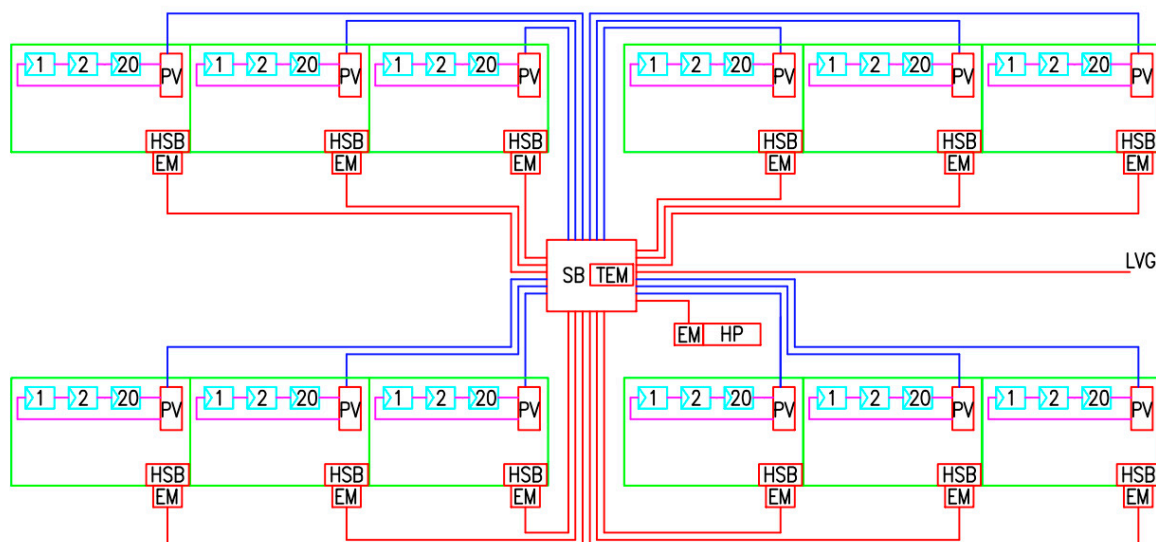 1 2 20 PV 1 2 20 PV 1 2 20 PV 1 2 20 PV 1 2 20 PV 1 2 20 PV
HSB HSB HSB HSB HSB HSB
EM EM EM EM EM EM
LVG
SB TEM
EM HP
1 2 20 PV 1 2 20 PV 1 2 20 PV 1 2 20 PV 1 2 20 PV 1 2 20 PV
HSB HSB HSB HSB HSB HSB
EM EM EM EM EM EM